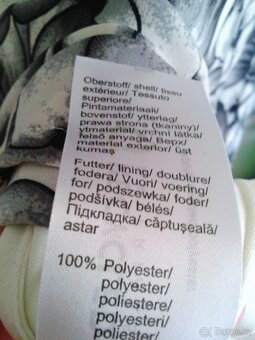 Oberstoff/ shell/ tissu
extérieur/ Tessuto
superiore/
Pintamateriaali/
bovenstof/ yttertag/
prawa strona (tkaniny)/
ytmaterial/ vrchní látka/
felső anyaga/ Верх/
material exterior/ üst
kumaş
Futter/ lining/ doublure/
fodera/ Vuori/ voering/
for/ podszewka/ foder/
podšívka/ bélés/
Підкладка/ căptuşeală/
astar
100% Polyester/
polyester/
poliestere/
polyesteri/
poliester/